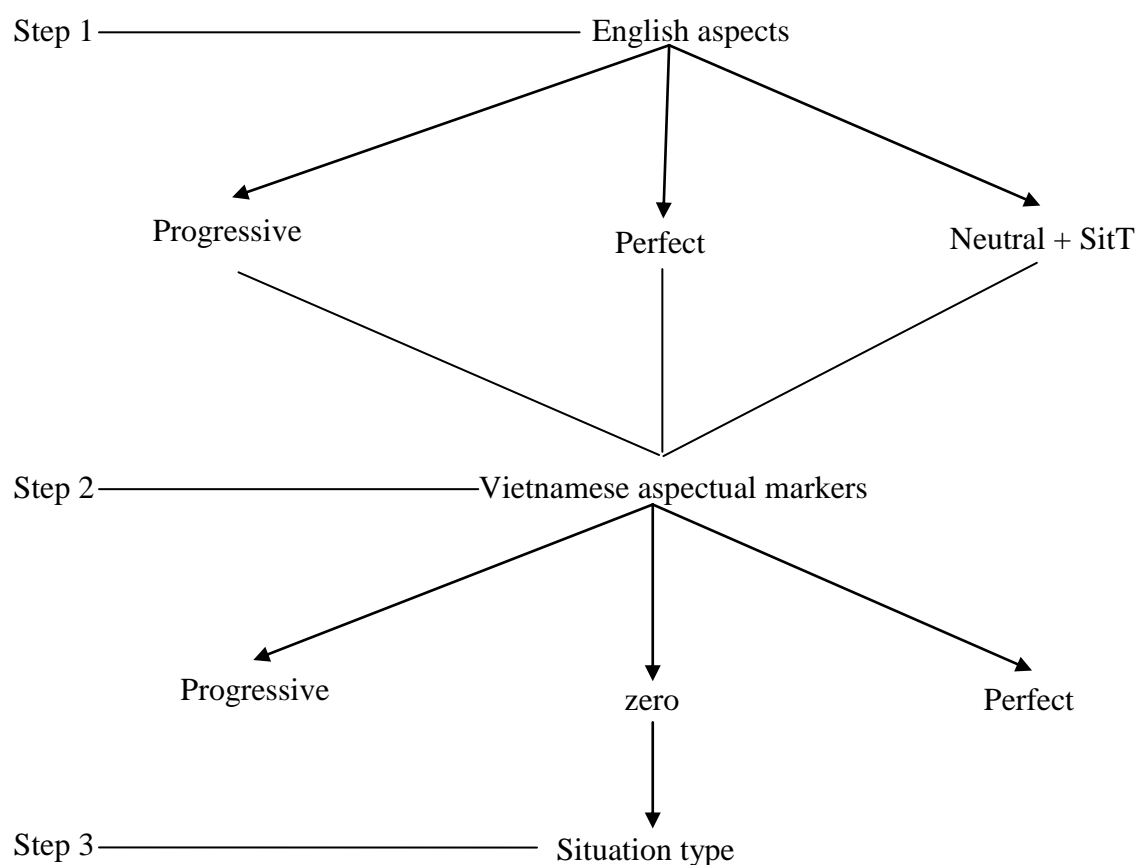 Step 1 English aspects
Progressive Perfect Neutral + SitT
Step 2 Vietnamese aspectual markers
Progressive zero Perfect
Step 3 Situation type